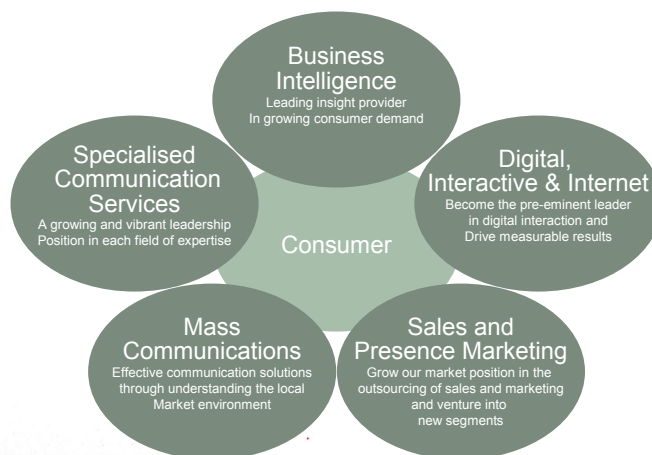 Business
Intelligence
Leading insight provider
In growing consumer demand
Specialised
Communication
Services
A growing and vibrant leadership
Position in each field of expertise
Digital,
Interactive & Internet
Become the pre-eminent leader
in digital interaction and
Drive measurable results
Consumer
Mass
Communications
Effective communication solutions
through understanding the local
Market environment
Sales and
Presence Marketing
Grow our market position in the
outsourcing of sales and marketing
and venture into
new segments